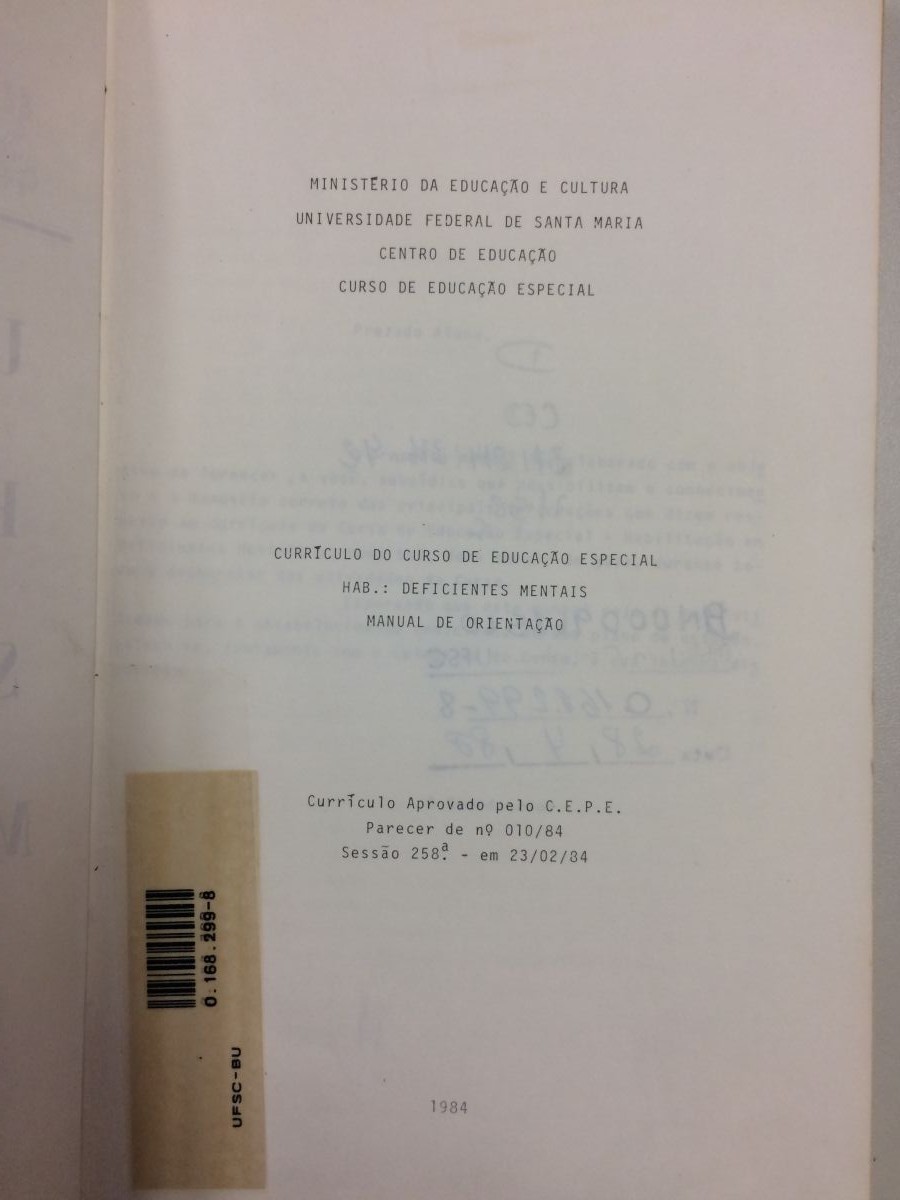 MINISTÉRIO DA EDUCAÇÃO E CULTURA
UNIVERSIDADE FEDERAL DE SANTA MARIA
CENTRO DE EDUCAÇÃO
CURSO DE EDUCAÇÃO ESPECIAL
CURRÍCULO DO CURSO DE EDUCAÇÃO ESPECIAL
HAB.: DEFICIENTES MENTAIS
MANUAL DE ORIENTAÇÃO
Currículo Aprovado pelo C.E.P.E.
Parecer de nº 010/84
Sessão 258ª. - em 23/02/84
0.168.299-8
UFSC-BU
1984